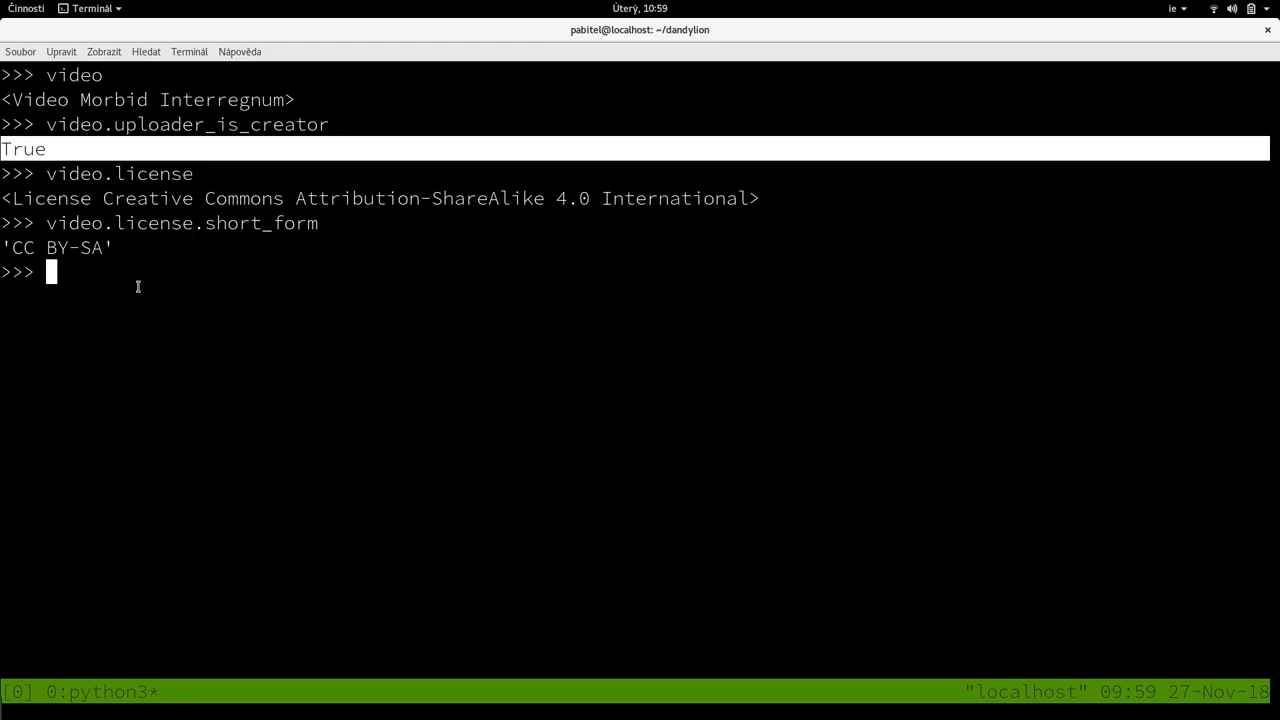 Činnosti Terminál Úterý, 10:59 ie
pabitel@localhost: ~/dandylion ×
Soubor Upravit Zobrazit Hledat Terminál Nápověda
>>> video
<Video Morbid Interregnum>
>>> video.uploader_is_creator
True
>>> video.license
<License Creative Commons Attribution-ShareAlike 4.0 International>
>>> video.license.short_form
'CC BY-SA'
>>>
[0] 0:python3* "localhost" 09:59 27-Nov-18